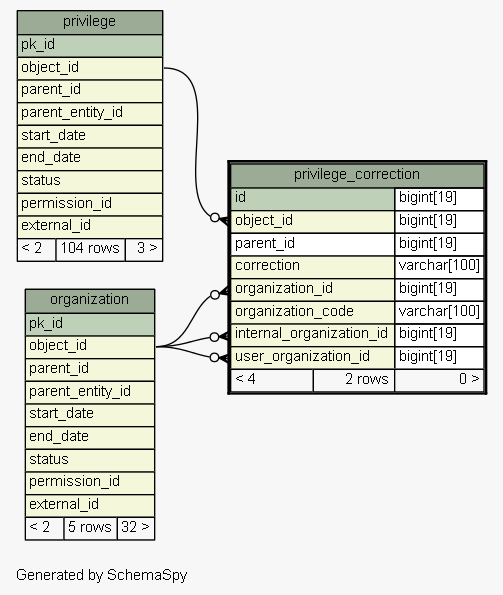 privilege
pk_id
object_id
parent_id
parent_entity_id
start_date
end_date
status
permission_id
external_id
< 2 104 rows 3 >
privilege_correction
id bigint[19]
object_id bigint[19]
parent_id bigint[19]
correction varchar[100]
organization_id bigint[19]
organization_code varchar[100]
internal_organization_id bigint[19]
user_organization_id bigint[19]
< 4 2 rows 0 >
organization
pk_id
object_id
parent_id
parent_entity_id
start_date
end_date
status
permission_id
external_id
< 2 5 rows 32 >
Generated by SchemaSpy